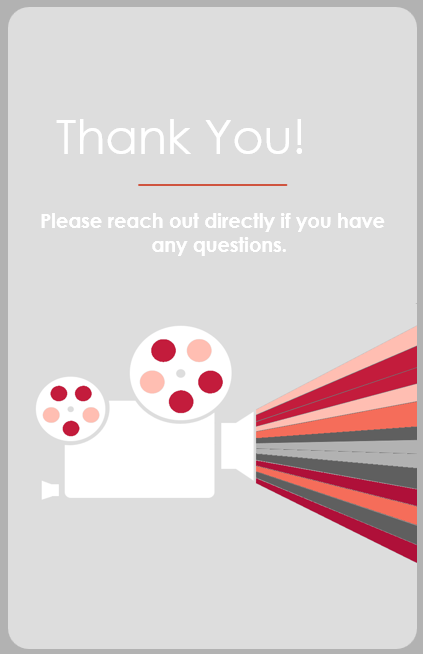 Thank You!
Please reach out directly if you have
any questions.